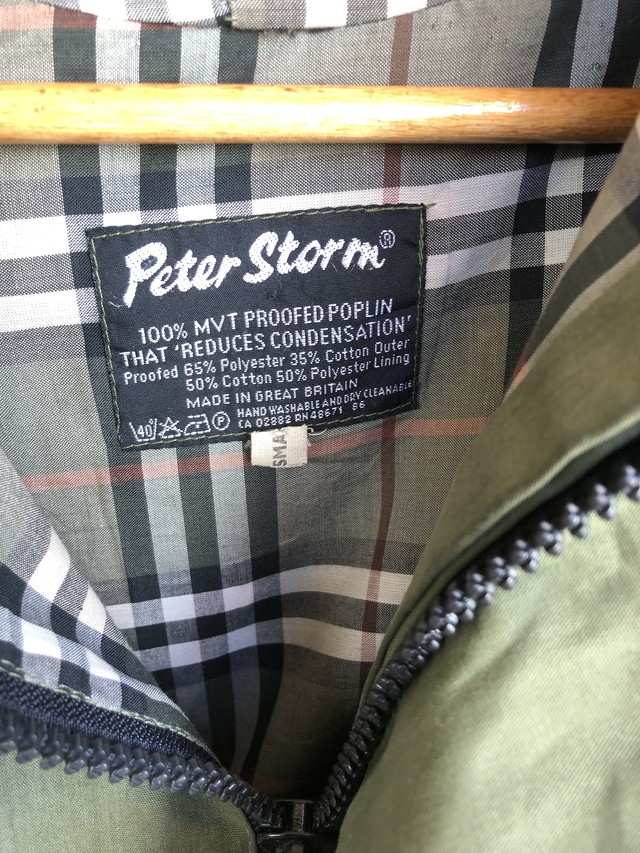 Peter Storm®
100% MVT PROOFED POPLIN
THAT 'REDUCES CONDENSATION'
Proofed 65% Polyester 35% Cotton Outer
50% Cotton 50% Polyester Lining
MADE IN GREAT BRITAIN
HAND WASHABLE AND DRY CLEANABLE
40° P CA 02882 RN48671 86
SMA